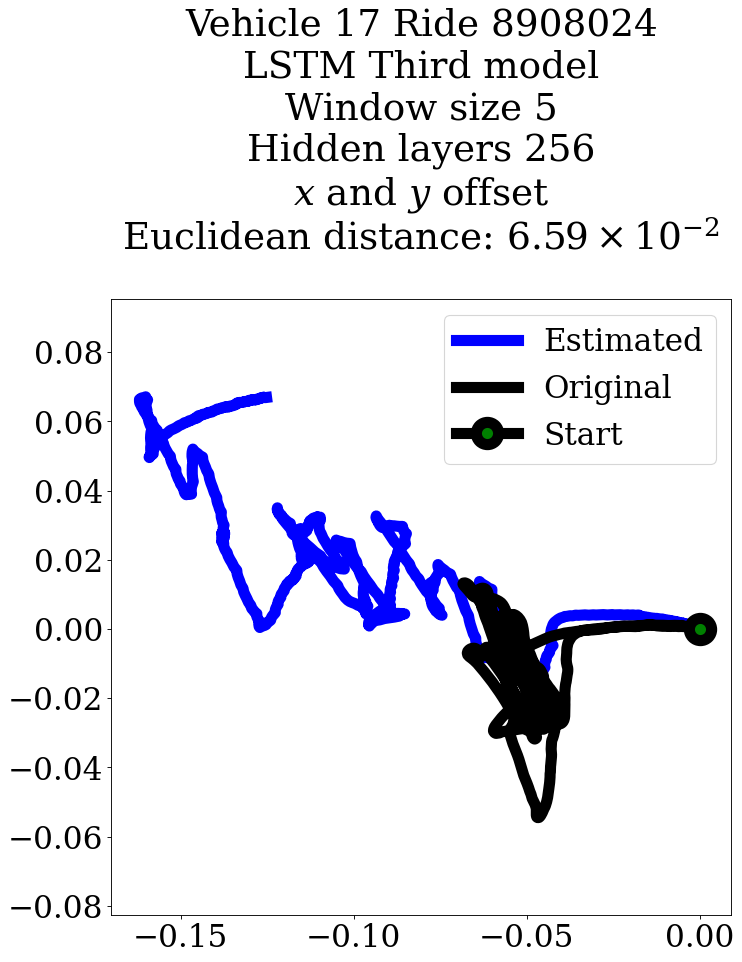 Vehicle 17 Ride 8908024
LSTM Third model
Window size 5
Hidden layers 256
x and y offset
Euclidean distance: 6.59 × 10⁻²
Estimated
Original
Start
0.08
0.06
0.04
0.02
0.00
−0.02
−0.04
−0.06
−0.08
−0.15 −0.10 −0.05 0.00